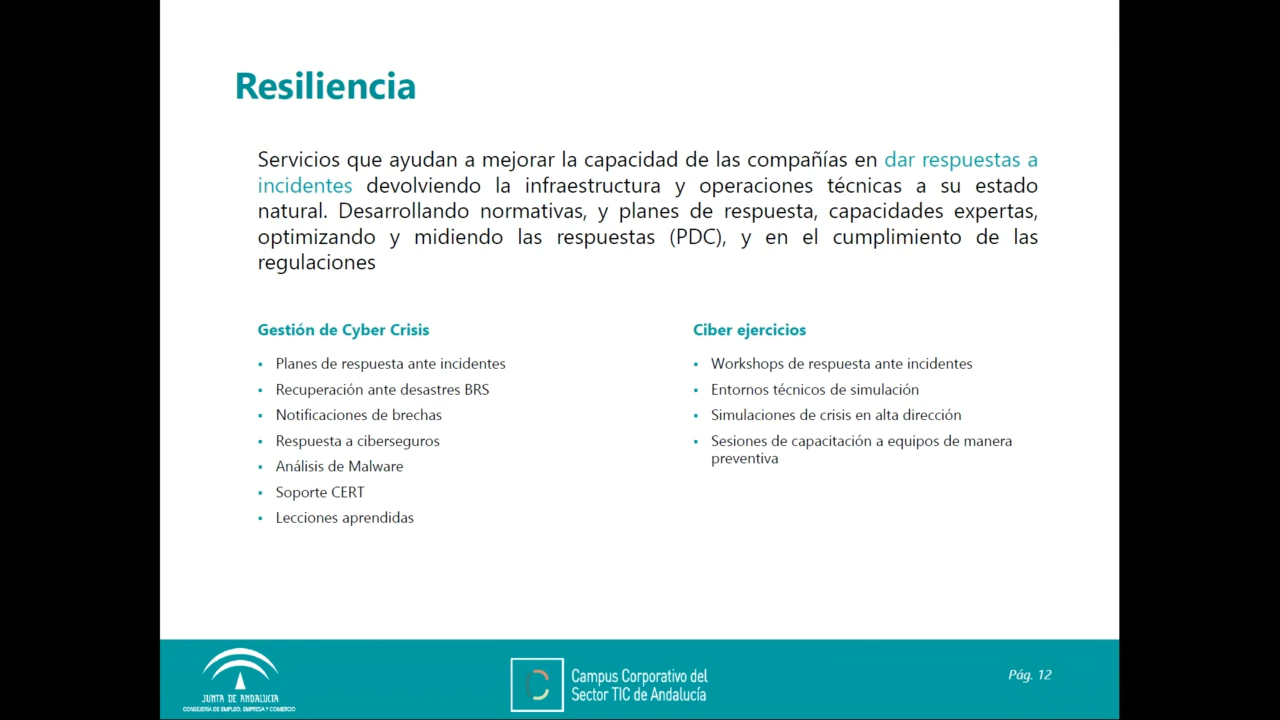 Resiliencia
Servicios que ayudan a mejorar la capacidad de las compañías en dar respuestas a
incidentes devolviendo la infraestructura y operaciones técnicas a su estado
natural. Desarrollando normativas, y planes de respuesta, capacidades expertas,
optimizando y midiendo las respuestas (PDC), y en el cumplimiento de las
regulaciones
Gestión de Cyber Crisis
▪ Planes de respuesta ante incidentes
▪ Recuperación ante desastres BRS
▪ Notificaciones de brechas
▪ Respuesta a ciberseguros
▪ Análisis de Malware
▪ Soporte CERT
▪ Lecciones aprendidas
Ciber ejercicios
▪ Workshops de respuesta ante incidentes
▪ Entornos técnicos de simulación
▪ Simulaciones de crisis en alta dirección
▪ Sesiones de capacitación a equipos de manera
preventiva
JUNTA DE ANDALUCIA
CONSEJERÍA DE EMPLEO, EMPRESA Y COMERCIO
Campus Corporativo del
Sector TIC de Andalucía
Pág. 12